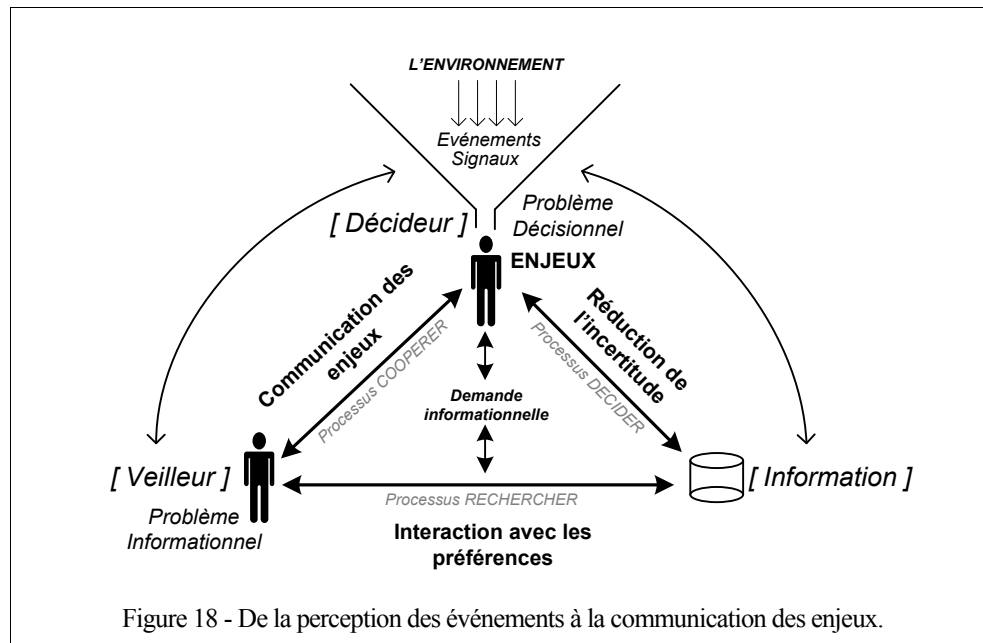 L'ENVIRONNEMENT
Evénements
Signaux
[ Décideur ]
Problème
Décisionnel
ENJEUX
Communication des
enjeux
Processus COOPERER
Réduction de
l'incertitude
Processus DECIDER
Demande
informationnelle
[ Veilleur ]
Problème
Informationnel
[ Information ]
Processus RECHERCHER
Interaction avec les
préférences
Figure 18 - De la perception des événements à la communication des enjeux.